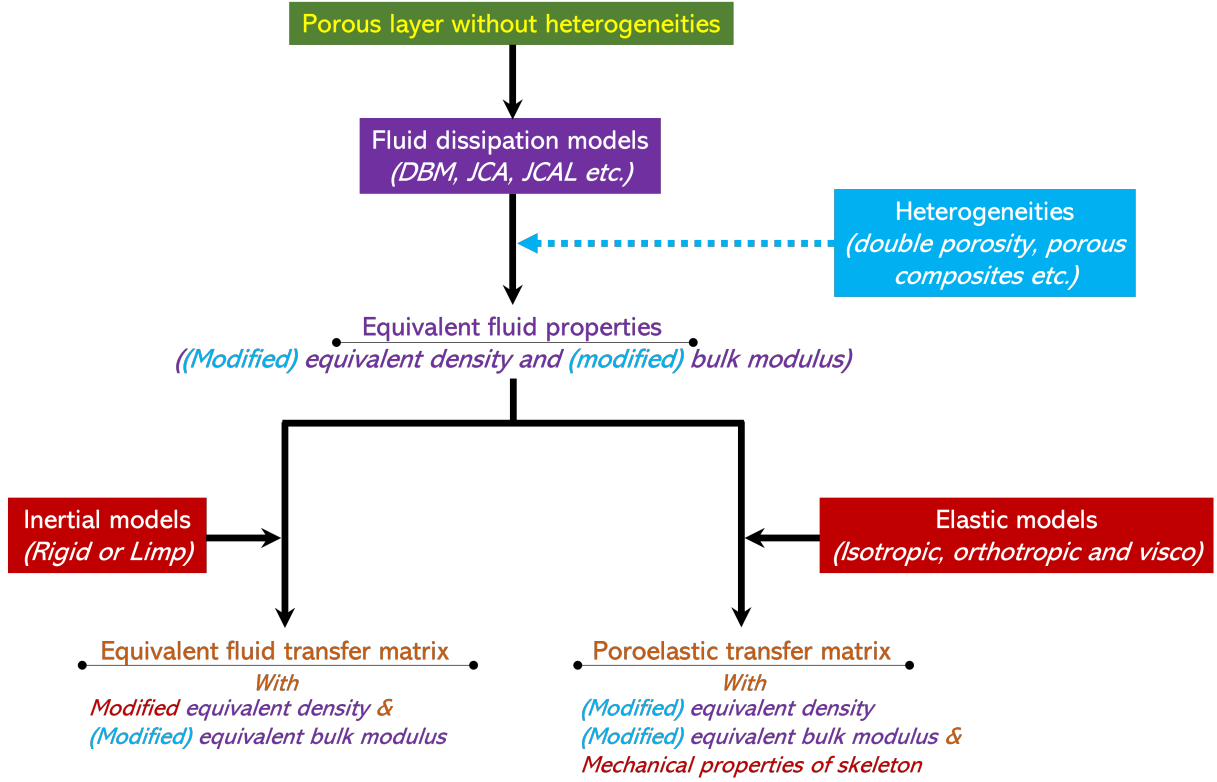 Porous layer without heterogeneities
Fluid dissipation models
(DBM, JCA, JCAL etc.)
Heterogeneities
(double porosity, porous
composites etc.)
Equivalent fluid properties
((Modified) equivalent density and (modified) bulk modulus)
Inertial models
(Rigid or Limp)
Elastic models
(Isotropic, orthotropic and visco)
Equivalent fluid transfer matrix
With
Modified equivalent density &
(Modified) equivalent bulk modulus
Poroelastic transfer matrix
With
(Modified) equivalent density
(Modified) equivalent bulk modulus &
Mechanical properties of skeleton